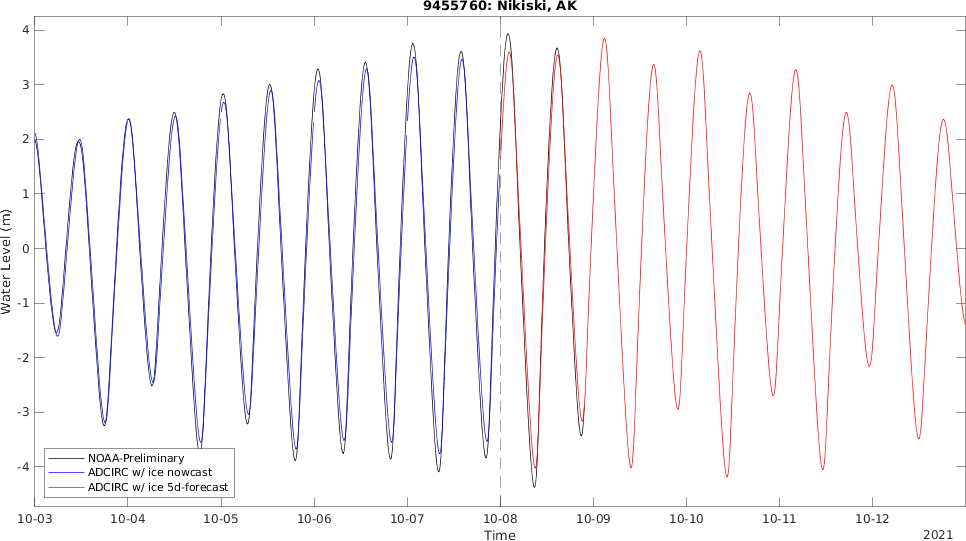 9455760: Nikiski, AK
4
3
2
1
0
-1
-2
-3
-4
Water Level (m)
NOAA-Preliminary
ADCIRC w/ ice nowcast
ADCIRC w/ ice 5d-forecast
10-03 10-04 10-05 10-06 10-07 10-08 10-09 10-10 10-11 10-12
Time
2021